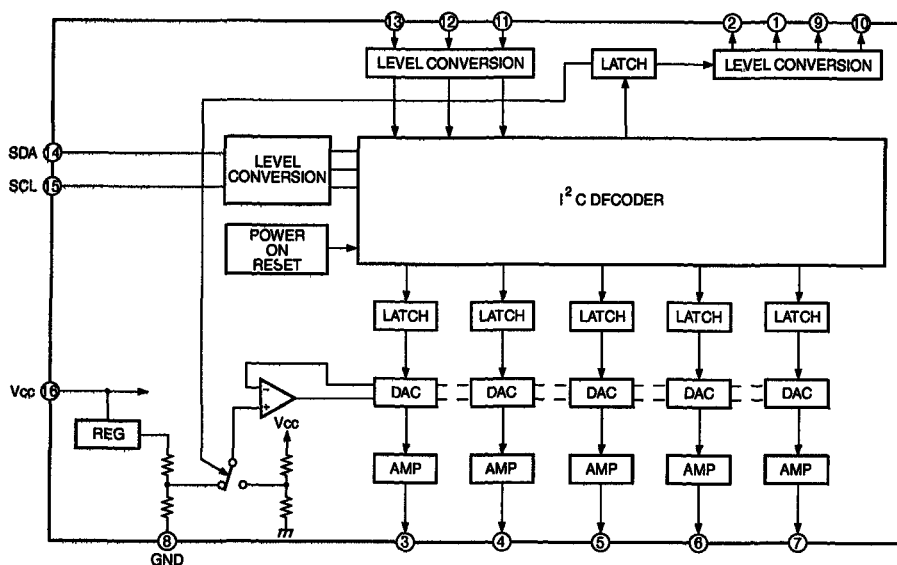 13 12 11 2 1 9 10
LEVEL CONVERSION LATCH LEVEL CONVERSION
SDA 14
SCL 15
LEVEL
CONVERSION
I²C DFCODER
POWER
ON
RESET
LATCH LATCH LATCH LATCH LATCH
Vcc 16
REG
- +
Vcc
DAC DAC DAC DAC DAC
AMP AMP AMP AMP AMP
8 3 4 5 6 7
GND